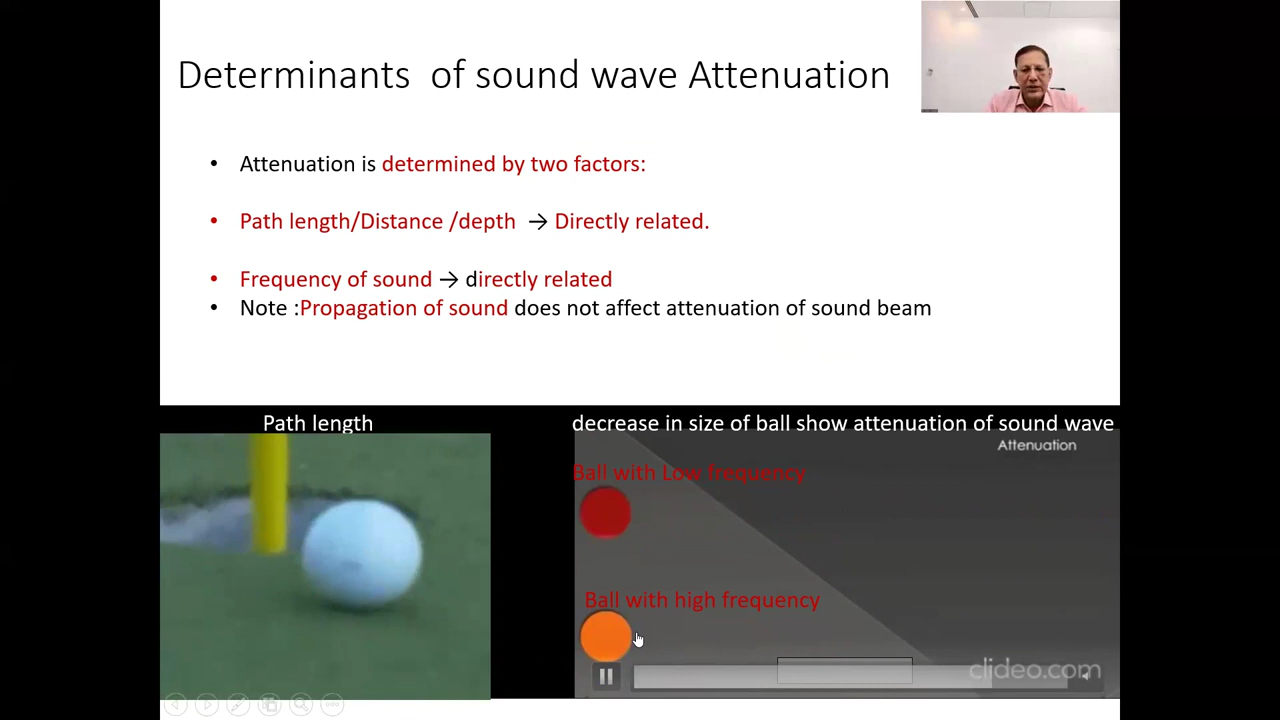 Determinants of sound wave Attenuation
• Attenuation is determined by two factors:
• Path length/Distance /depth → Directly related.
• Frequency of sound → directly related
• Note :Propagation of sound does not affect attenuation of sound beam
Path length
decrease in size of ball show attenuation of sound wave
Attenuation
Ball with Low frequency
Ball with high frequency
clideo.com